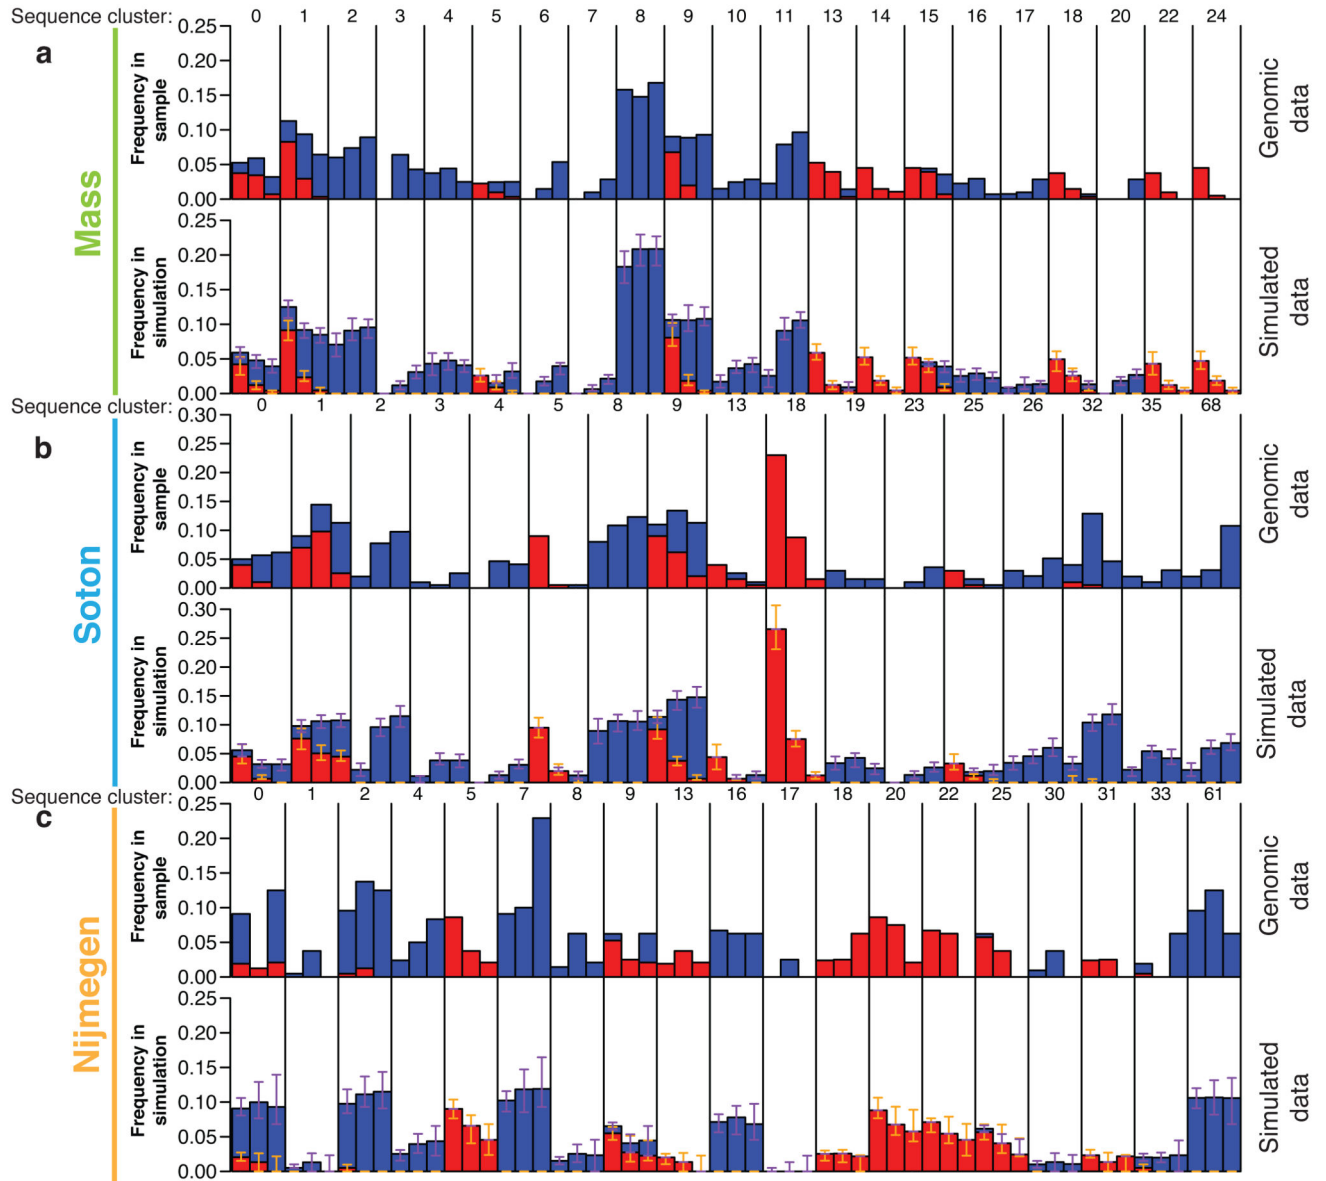 Sequence cluster: 0 1 2 3 4 5 6 7 8 9 10 11 13 14 15 16 17 18 20 22 24
a
Mass
Frequency in
sample
0.25
0.20
0.15
0.10
0.05
0.00
Genomic
data
Frequency in
simulation
0.25
0.20
0.15
0.10
0.05
0.00
Simulated
data
Sequence cluster: 0 1 2 3 4 5 8 9 13 18 19 23 25 26 32 35 68
b
Soton
Frequency in
sample
0.30
0.25
0.20
0.15
0.10
0.05
0.00
Genomic
data
Frequency in
simulation
0.30
0.25
0.20
0.15
0.10
0.05
0.00
Simulated
data
Sequence cluster: 0 1 2 4 5 7 8 9 13 16 17 18 20 22 25 30 31 33 61
c
Nijmegen
Frequency in
sample
0.25
0.20
0.15
0.10
0.05
0.00
Genomic
data
Frequency in
simulation
0.25
0.20
0.15
0.10
0.05
0.00
Simulated
data